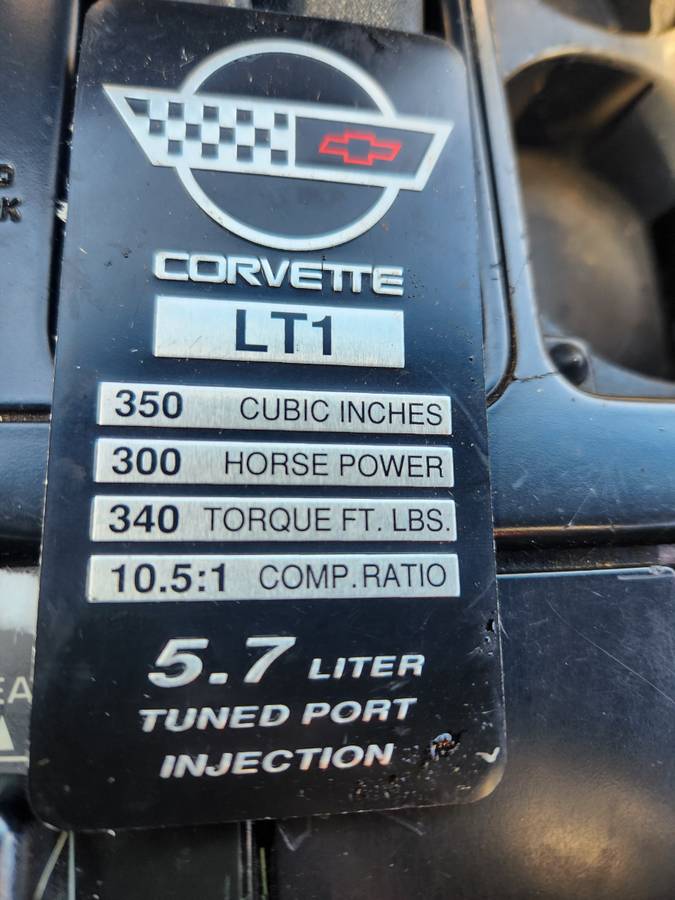 CORVETTE
LT1
350 CUBIC INCHES
300 HORSE POWER
340 TORQUE FT. LBS.
10.5:1 COMP.RATIO
5.7 LITER
TUNED PORT
INJECTION